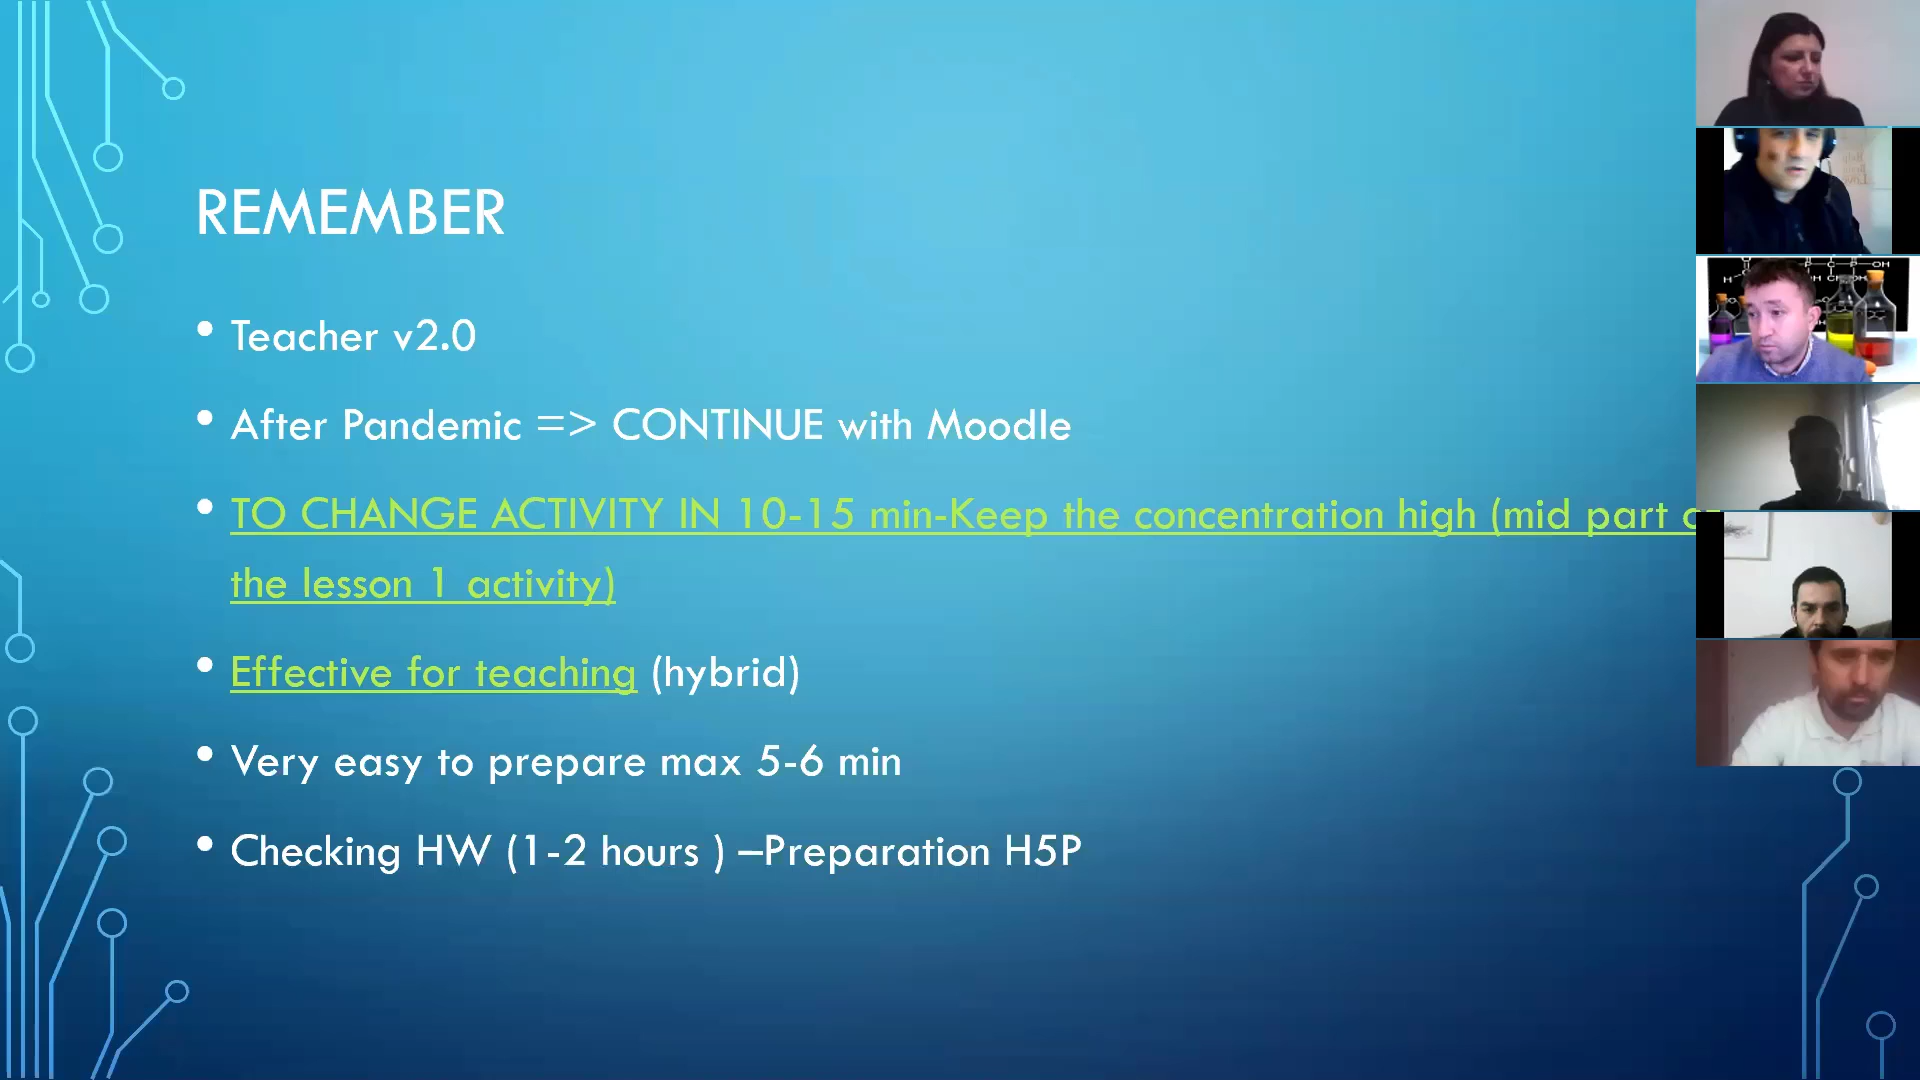 REMEMBER
• Teacher v2.0
• After Pandemic => CONTINUE with Moodle
• TO CHANGE ACTIVITY IN 10-15 min-Keep the concentration high (mid part
the lesson 1 activity)
• Effective for teaching (hybrid)
• Very easy to prepare max 5-6 min
• Checking HW (1-2 hours ) –Preparation H5P